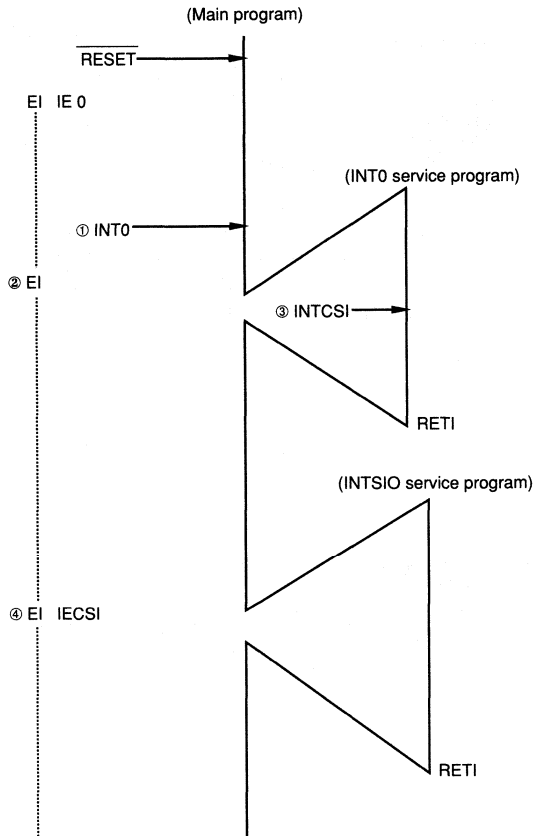 (Main program)
RESET
EI IE 0
(INT0 service program)
① INT0
② EI
③ INTCSI
RETI
(INTSIO service program)
④ EI IECSI
RETI